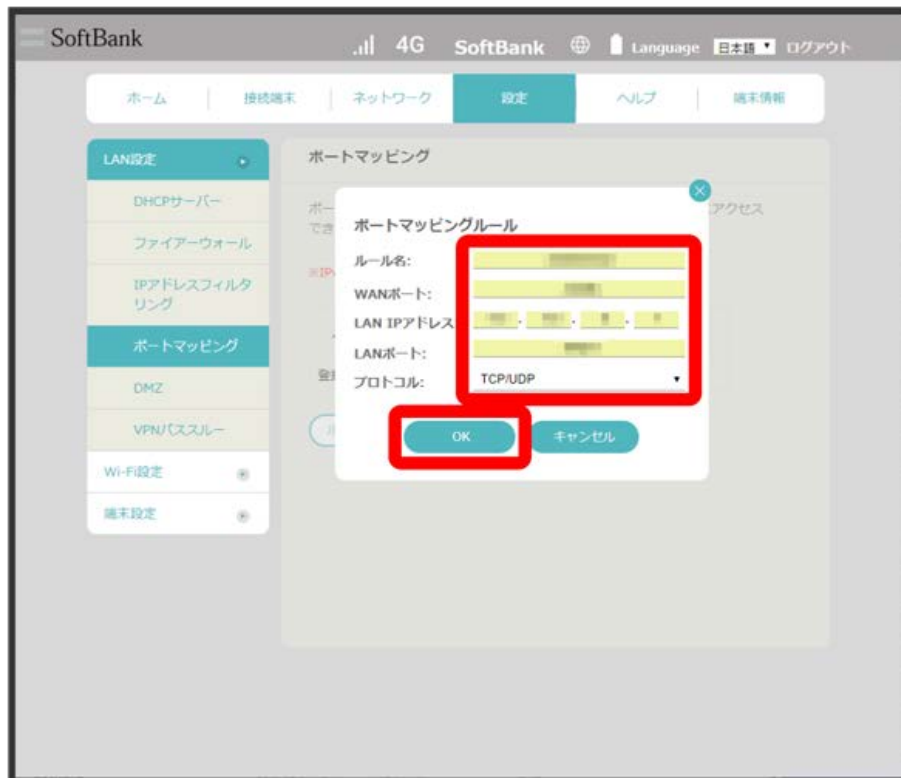 SoftBank
4G SoftBank Language 日本語 ログアウト
ホーム 接続端末 ネットワーク 設定 ヘルプ 端末情報
LAN設定
DHCPサーバー
ファイアーウォール
IPアドレスフィルタ
リング
ポートマッピング
DMZ
VPNパススルー
Wi-Fi設定
端末設定
ポートマッピング
ポー アクセス
でき
※IP
登録
ポートマッピングルール
ルール名:
WANポート:
LAN IPアドレス
LANポート:
プロトコル: TCP/UDP
OK キャンセル